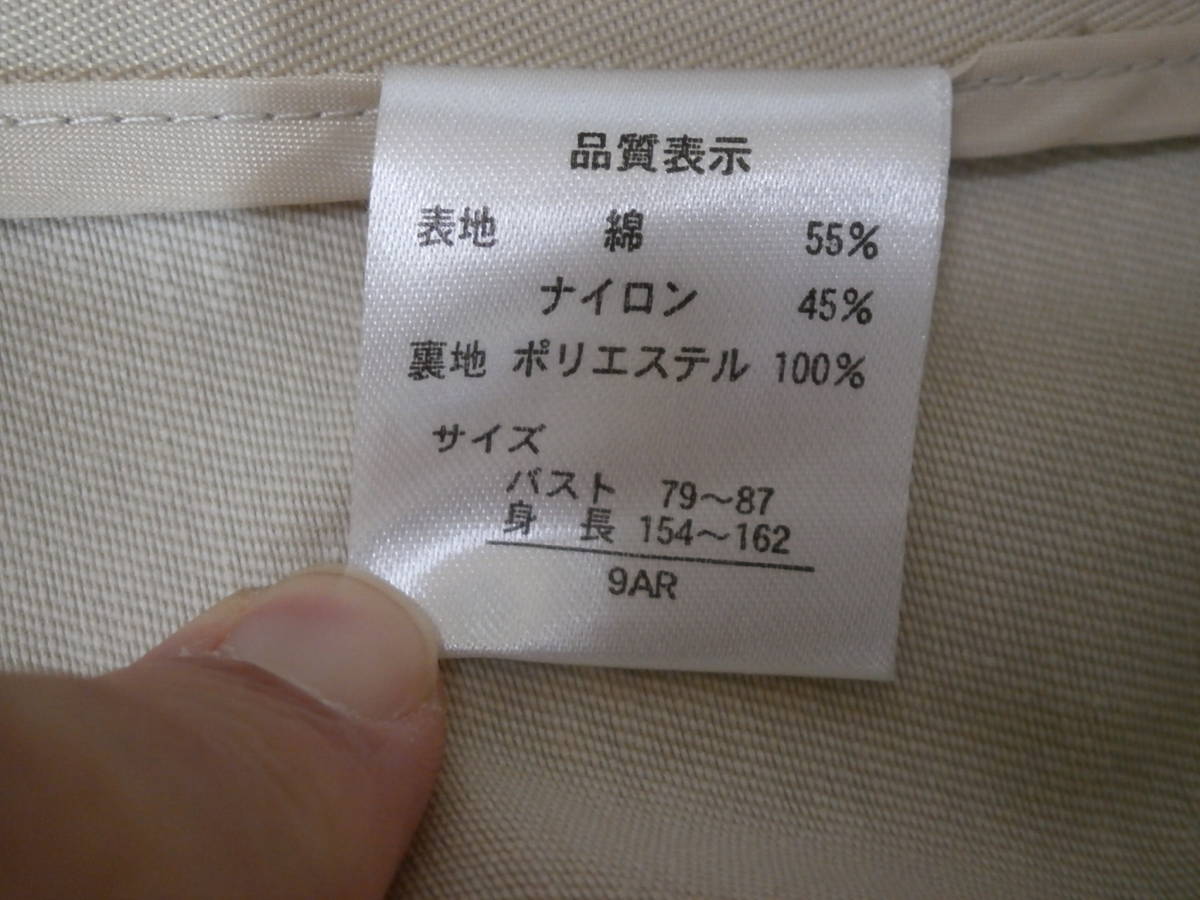 品質表示
表地 綿 55%
ナイロン 45%
裏地 ポリエステル 100%
サイズ
バスト 79～87
身長 154～162
9AR